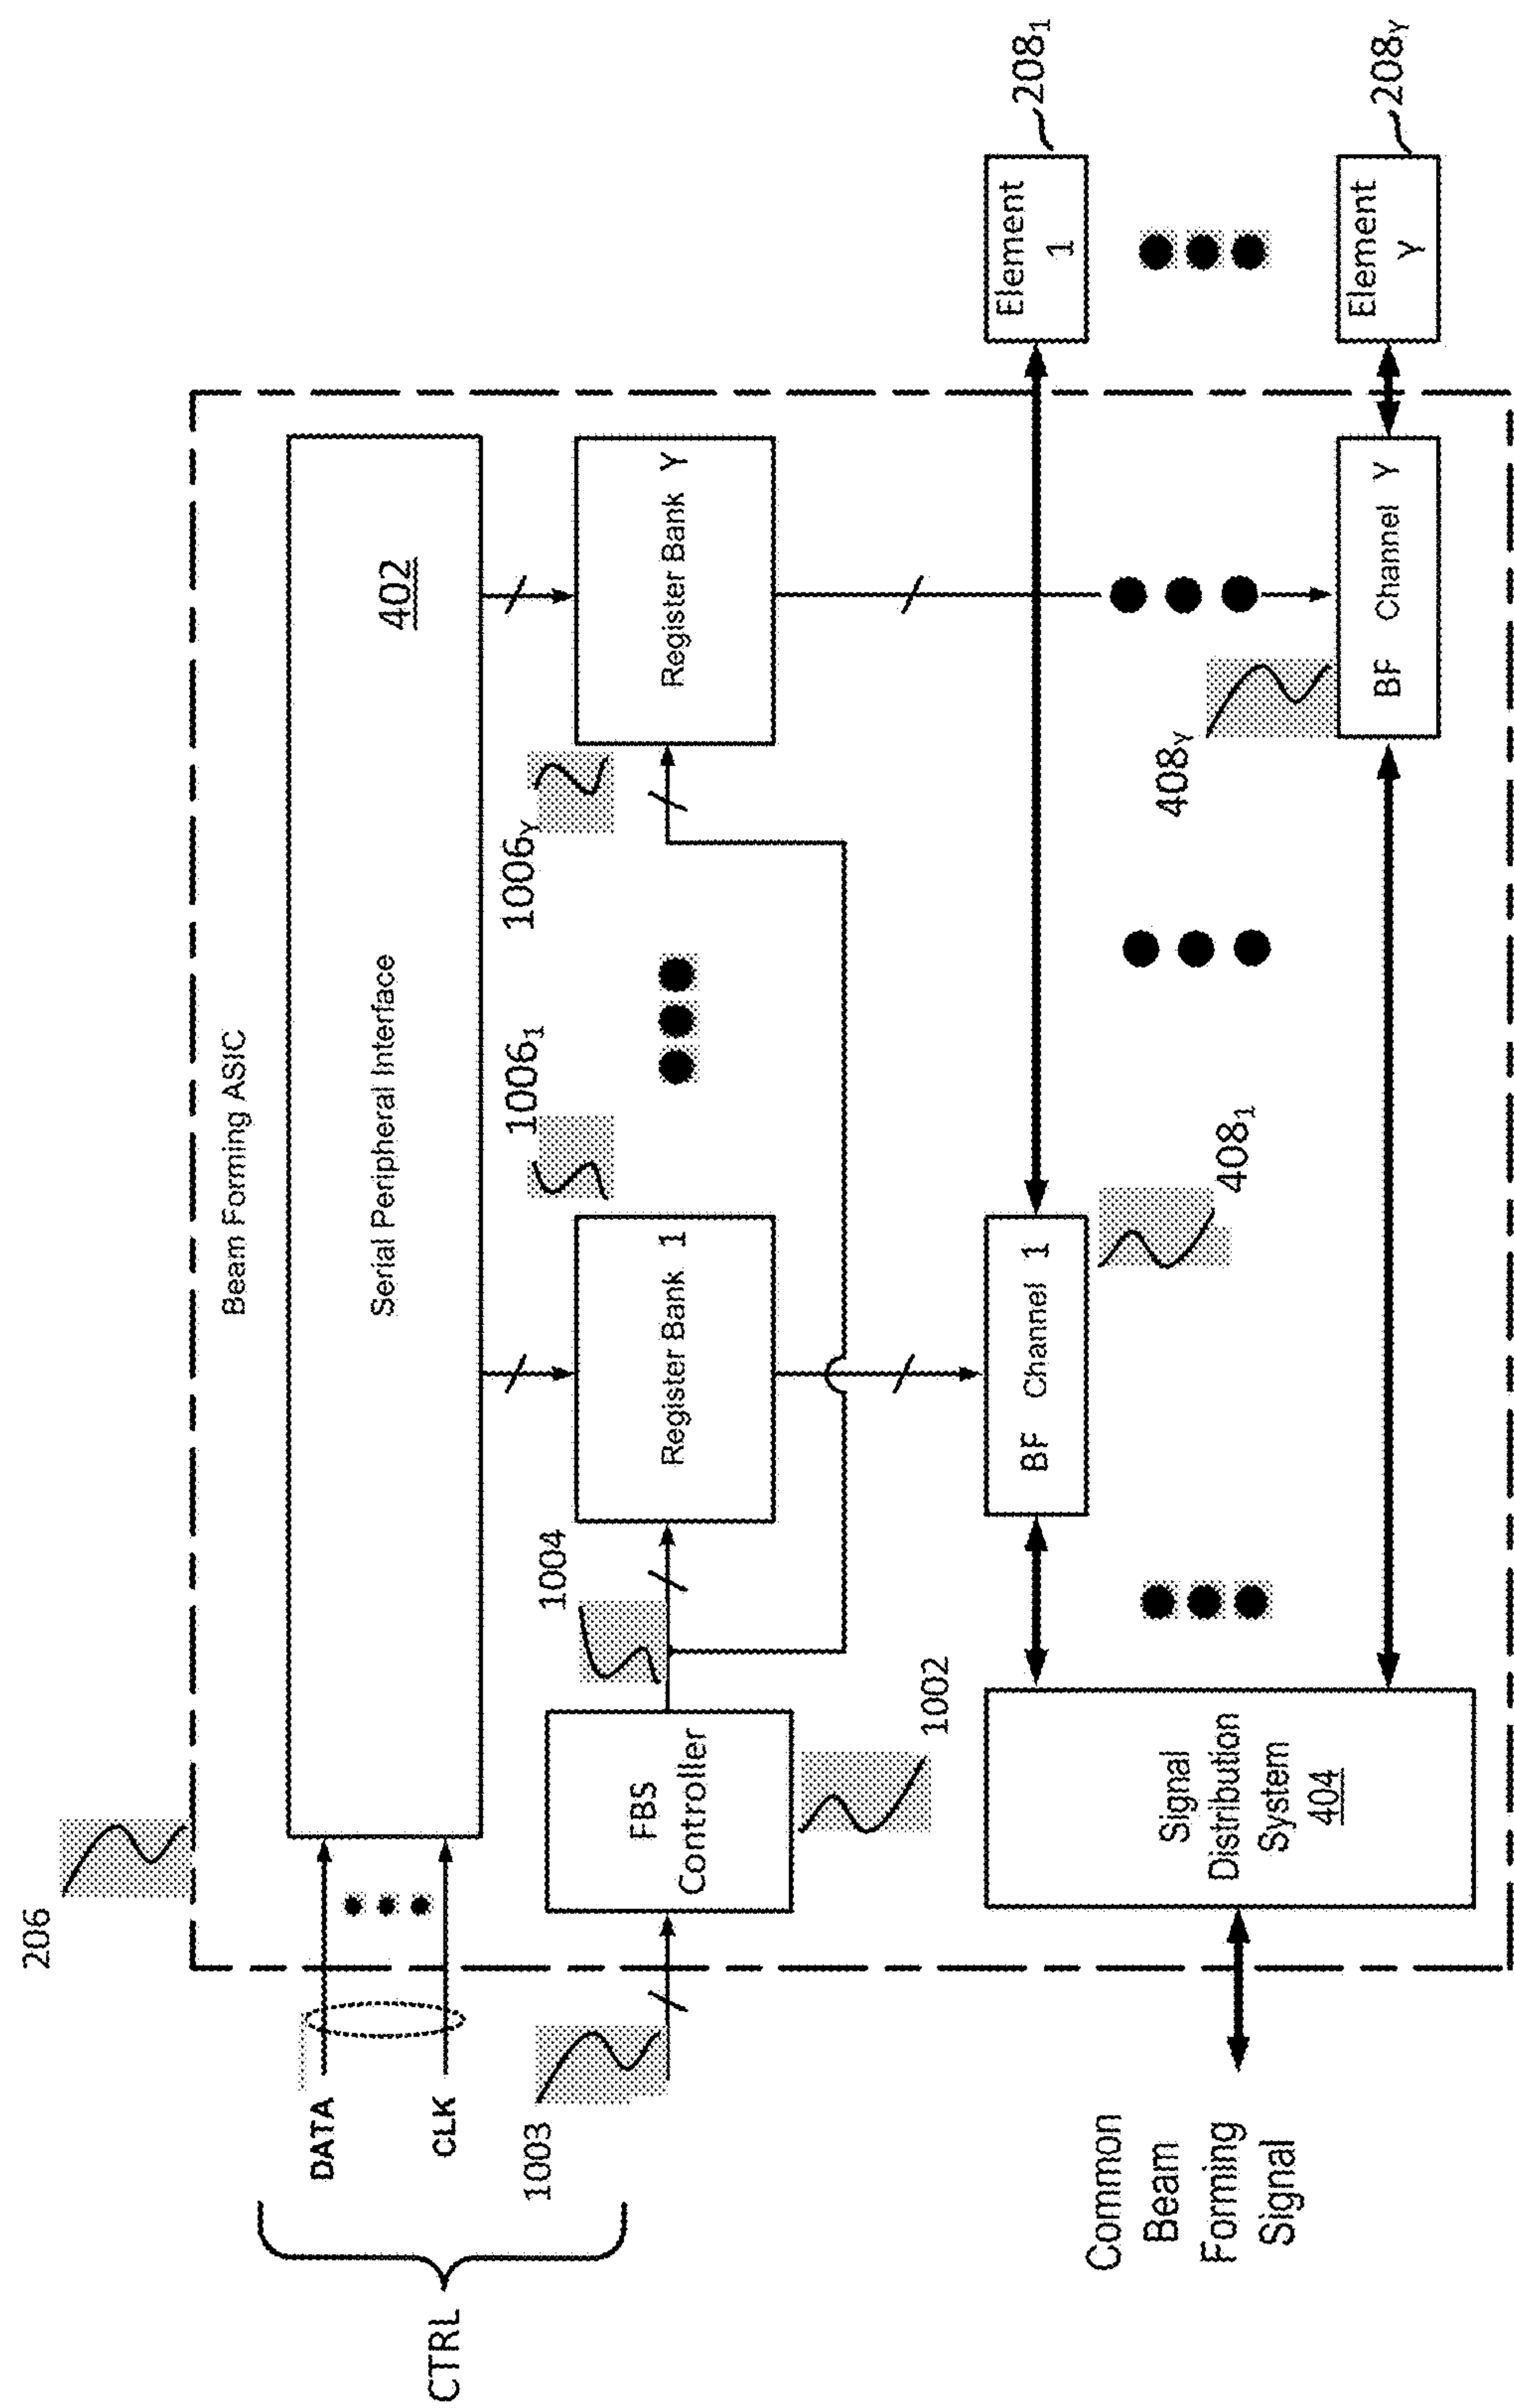 206
Beam Forming ASIC
DATA
CLK
CTRL
Serial Peripheral Interface
402
1003
FBS
Controller
1002
1004
Register Bank 1
1006₁
Register Bank Y
1006Y
BF Channel 1
408₁
Element
1
208₁
Common
Beam
Forming
Signal
Signal
Distribution
System
404
BF Channel Y
408Y
Element
Y
208Y